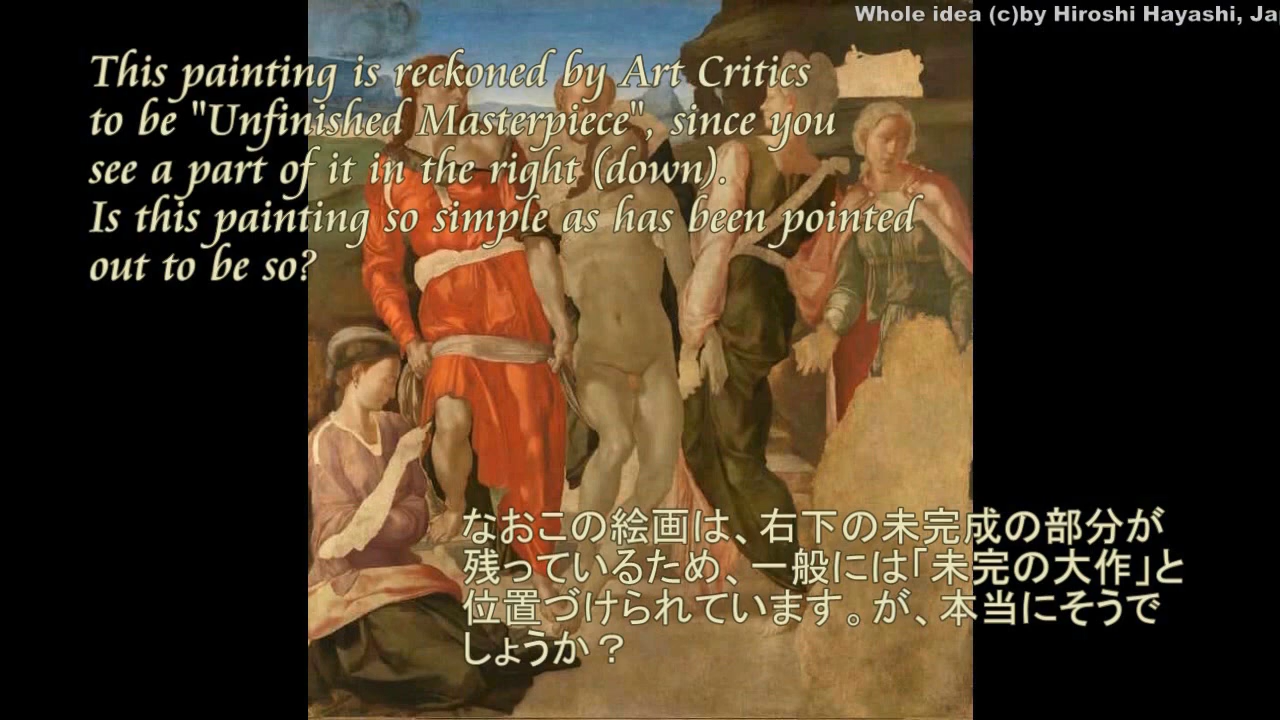 Whole idea (c)by Hiroshi Hayashi, Ja
This painting is reckoned by Art Critics
to be "Unfinished Masterpiece", since you
see a part of it in the right (down).
Is this painting so simple as has been pointed
out to be so?
なおこの絵画は、右下の未完成の部分が
残っているため、一般には「未完の大作」と
位置づけられています。が、本当にそうで
しょうか？